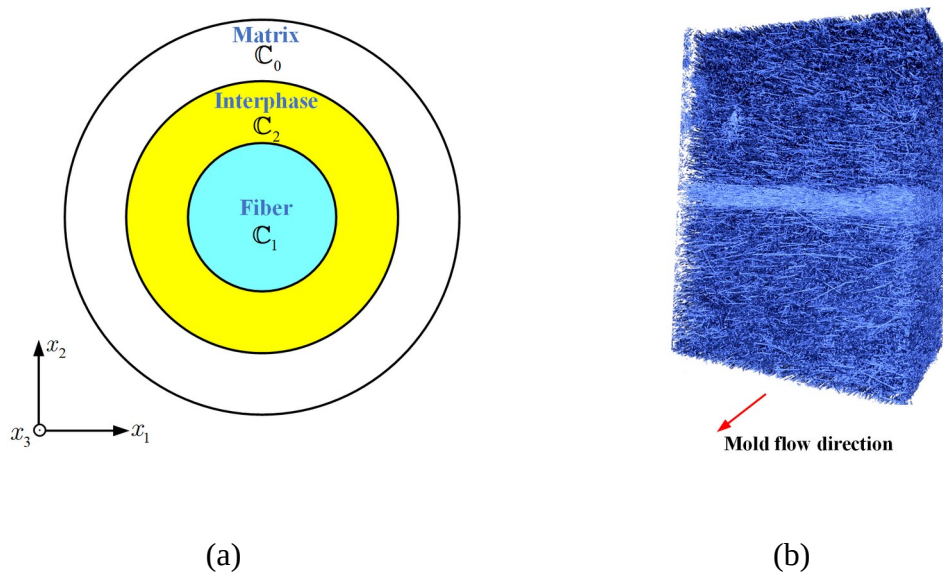 Matrix
ℂ₀
Interphase
ℂ₂
Fiber
ℂ₁
x₂
x₃
x₁
Mold flow direction
(a)
(b)